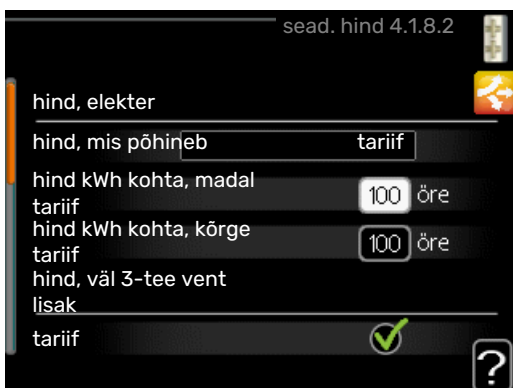 sead. hind 4.1.8.2
hind, elekter
hind, mis põhineb tariif
hind kWh kohta, madal
tariif
100 öre
hind kWh kohta, kõrge
tariif
100 öre
hind, väl 3-tee vent
lisak
tariif
?